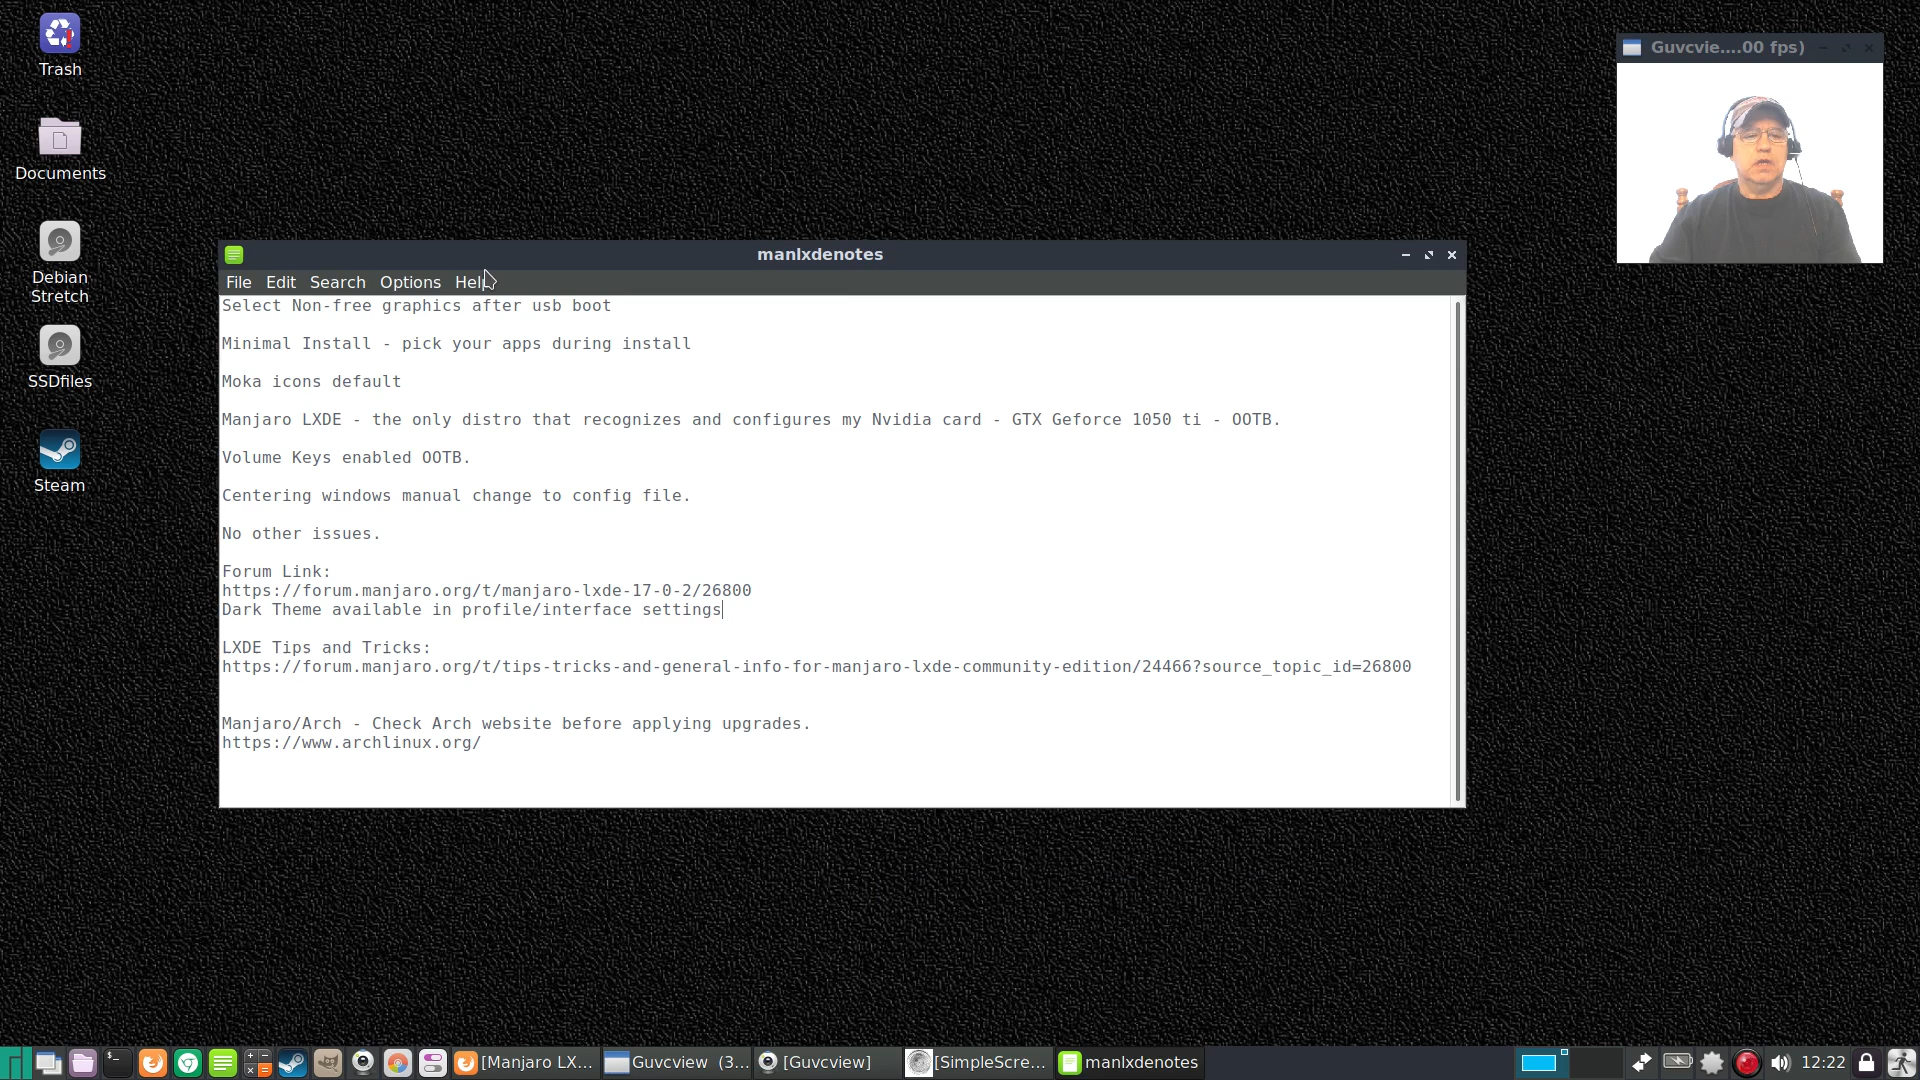 Trash
Documents
Debian
Stretch
SSDfiles
Steam
Guvcvie....00 fps)
manlxdenotes
File Edit Search Options Help
Select Non-free graphics after usb boot
Minimal Install - pick your apps during install
Moka icons default
Manjaro LXDE - the only distro that recognizes and configures my Nvidia card - GTX Geforce 1050 ti - OOTB.
Volume Keys enabled OOTB.
Centering windows manual change to config file.
No other issues.
Forum Link:
https://forum.manjaro.org/t/manjaro-lxde-17-0-2/26800
Dark Theme available in profile/interface settings
LXDE Tips and Tricks:
https://forum.manjaro.org/t/tips-tricks-and-general-info-for-manjaro-lxde-community-edition/24466?source_topic_id=26800
Manjaro/Arch - Check Arch website before applying upgrades.
https://www.archlinux.org/
[Manjaro LX... Guvcview (3... [Guvcview] [SimpleScre... manlxdenotes 12:22